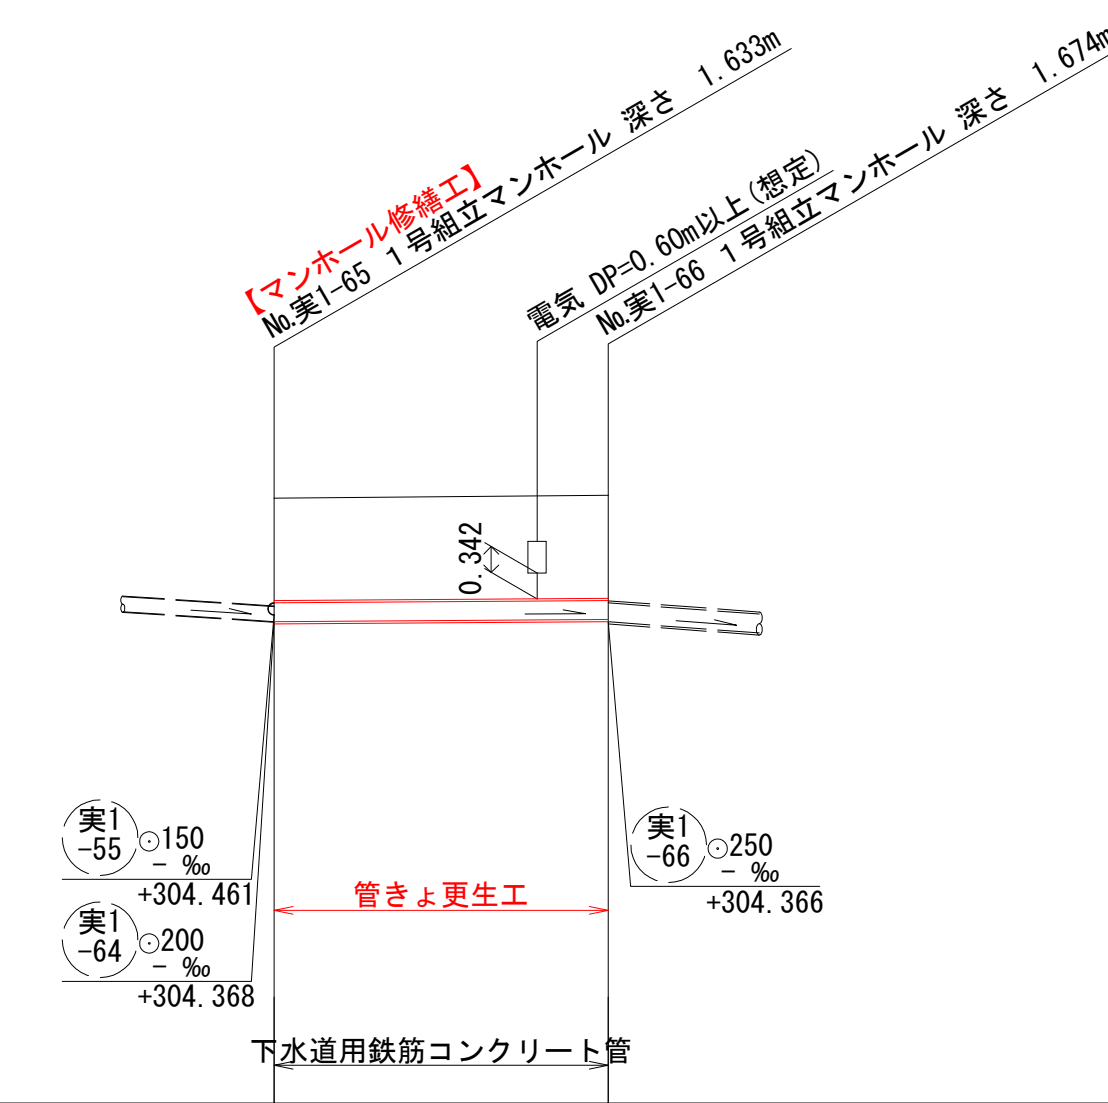 【マンホール修繕工】
№実1-65 1号組立マンホール 深さ 1.633m
電気 DP=0.60m以上(想定)
№実1-66 1号組立マンホール 深さ 1.674m
0.342
実1
-55
150
- ‰
+304.461
実1
-64
200
- ‰
+304.368
管きょ更生工
実1
-66
250
- ‰
+304.366
下水道用鉄筋コンクリート管